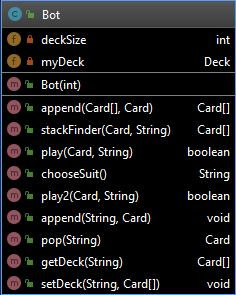 Bot
deckSize int
myDeck Deck
Bot(int)
append(Card[], Card) Card[]
stackFinder(Card, String) Card[]
play(Card, String) boolean
chooseSuit() String
play2(Card, String) boolean
append(String, Card) void
pop(String) Card
getDeck(String) Card[]
setDeck(String, Card[]) void